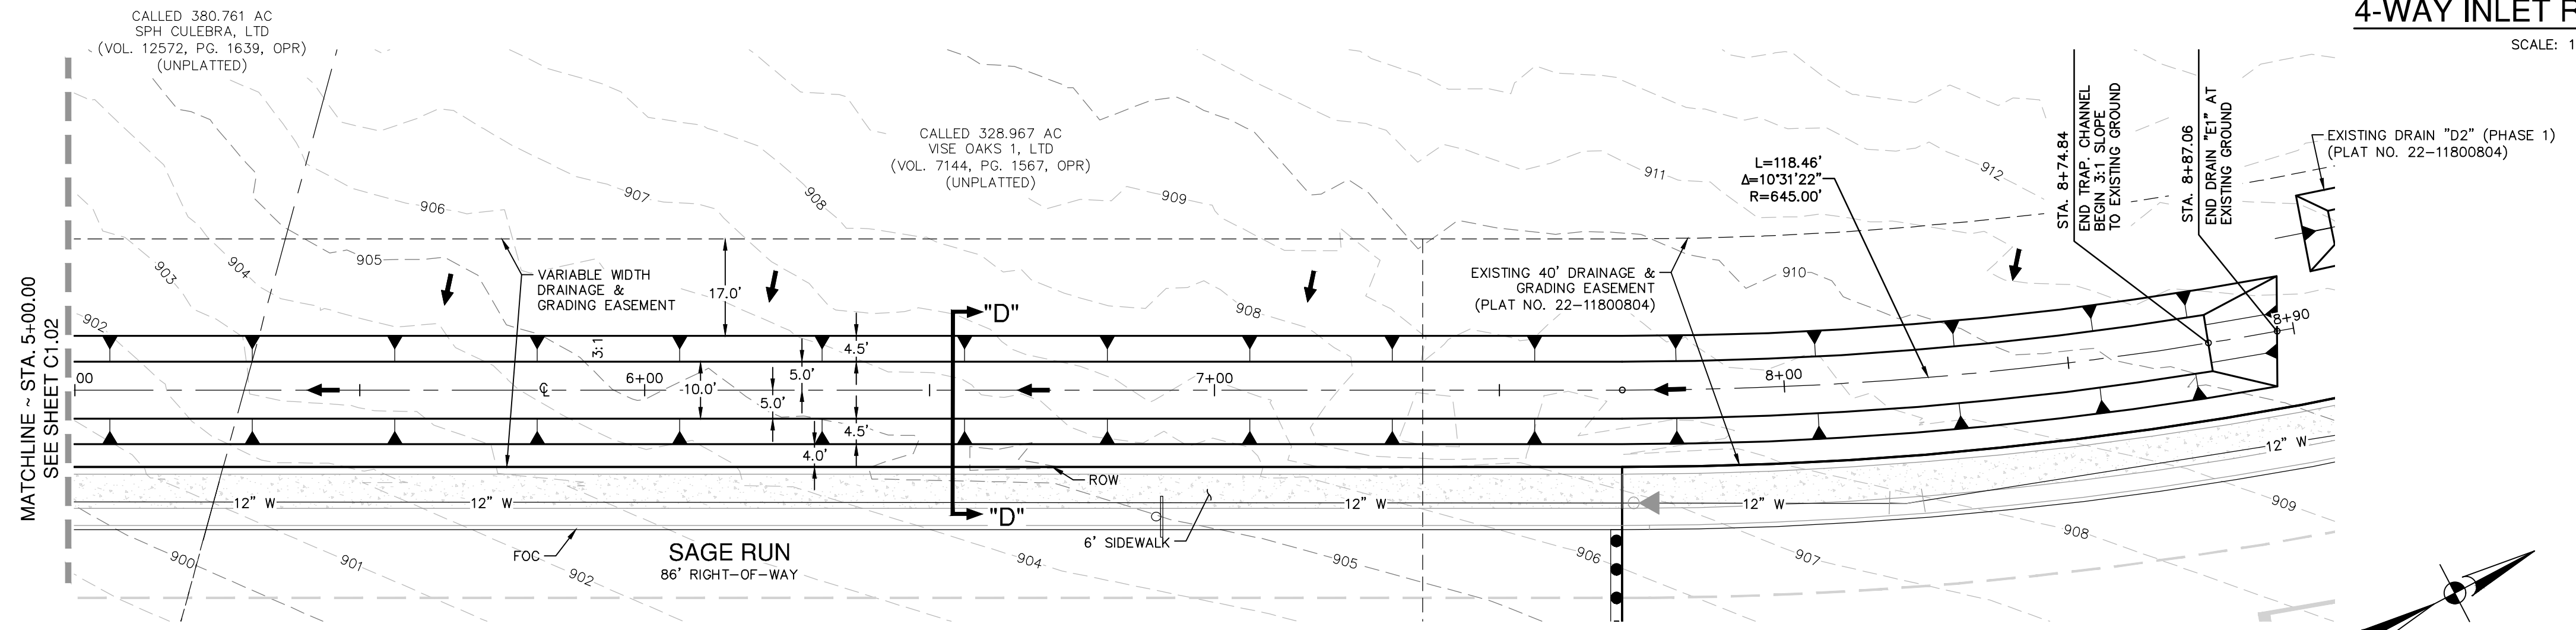 CALLED 380.761 AC
SPH CULEBRA, LTD
(VOL. 12572, PG. 1639, OPR)
(UNPLATTED)
4-WAY INLET
SCALE: 1
CALLED 328.967 AC
VISE OAKS 1, LTD
(VOL. 7144, PG. 1567, OPR)
(UNPLATTED)
L=118.46'
Δ=10°31'22"
R=645.00'
STA. 8+74.84
END TRAP. CHANNEL
BEGIN 3:1 SLOPE
TO EXISTING GROUND
STA. 8+87.06
END DRAIN "E1" AT
EXISTING GROUND
EXISTING DRAIN "D2" (PHASE 1)
(PLAT NO. 22-11800804)
911
912
906
907
908
909
903
904
905
910
908
902
VARIABLE WIDTH
DRAINAGE &
GRADING EASEMENT
17.0'
EXISTING 40' DRAINAGE &
GRADING EASEMENT
(PLAT NO. 22-11800804)
MATCHLINE ~ STA. 5+00.00
SEE SHEET C1.02
"D"
3:1
4.5'
5.0'
10.0'
5.0'
4.5'
4.0'
00
℄
6+00
7+00
8+00
8+90
ROW
12" W
12" W
12" W
12" W
12" W
"D"
6' SIDEWALK
FOC
SAGE RUN
86' RIGHT-OF-WAY
900
901
902
904
905
906
907
908
909